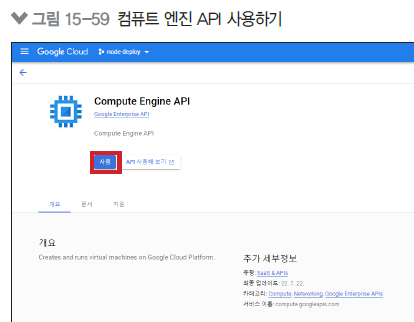 그림 15-59 컴퓨트 엔진 API 사용하기
Google Cloud node-deploy
Compute Engine API
Google Enterprise API
Compute Engine API
사용 API 사용해 보기
개요 문서 지원
개요
Creates and runs virtual machines on Google Cloud Platform.
추가 세부정보
유형: SaaS & APIs
최종 업데이트: 22. 7. 22.
카테고리: Compute, Networking, Google Enterprise APIs
서비스 이름: compute.googleapis.com